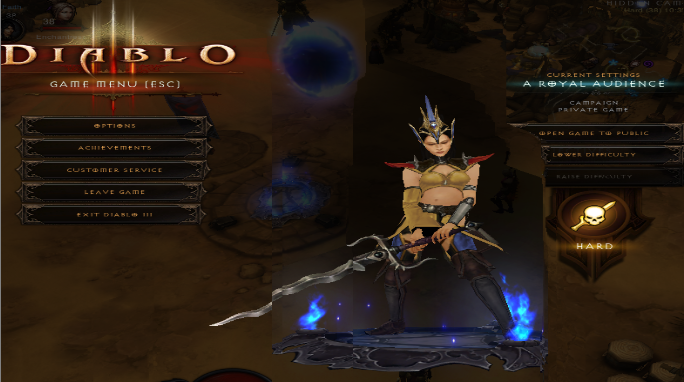 DIABLO
GAME MENU [ESC]
OPTIONS
ACHIEVEMENTS
CUSTOMER SERVICE
LEAVE GAME
EXIT DIABLO III
CURRENT SETTINGS
A ROYAL AUDIENCE
CAMPAIGN
PRIVATE GAME
OPEN GAME TO PUBLIC
LOWER DIFFICULTY
RAISE DIFFICULTY
HARD